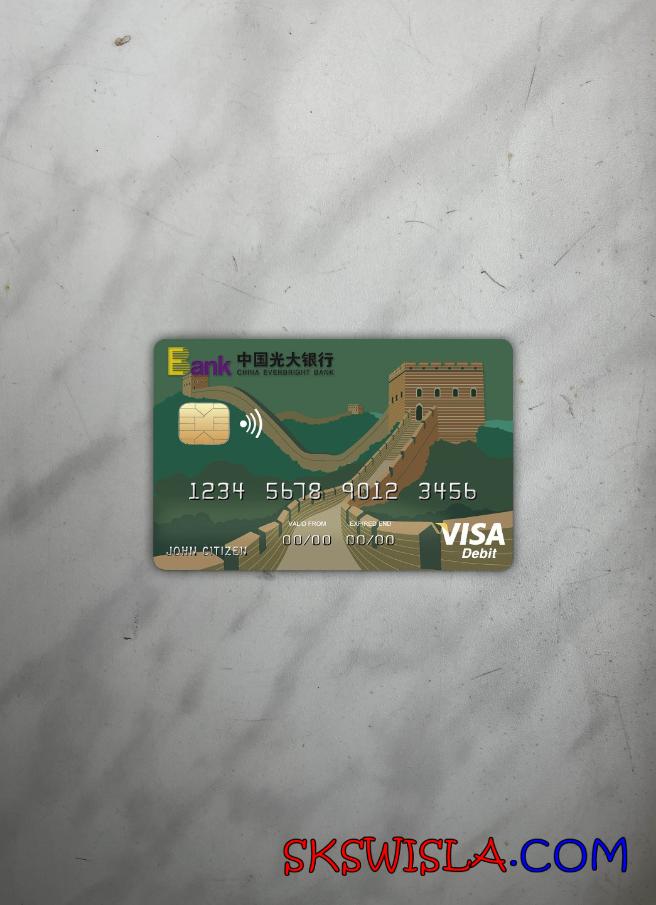 Bank 中国光大银行
CHINA EVERBRIGHT BANK
1234 5678 9012 3456
VALID FROM EXPIRED END
00/00 00/00
JOHN CITIZEN
VISA
Debit
SKSWISLA.COM